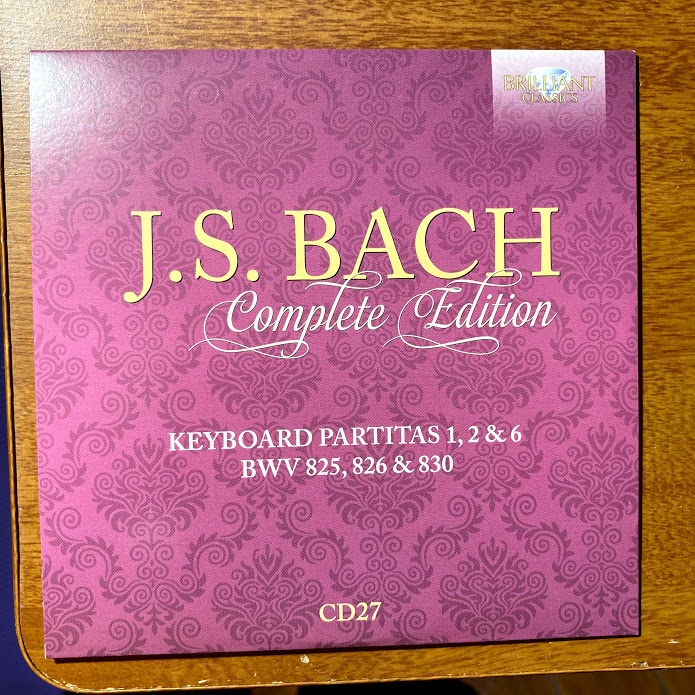 BRILLIANT
CLASSICS
J.S. BACH
Complete Edition
KEYBOARD PARTITAS 1, 2 & 6
BWV 825, 826 & 830
CD27